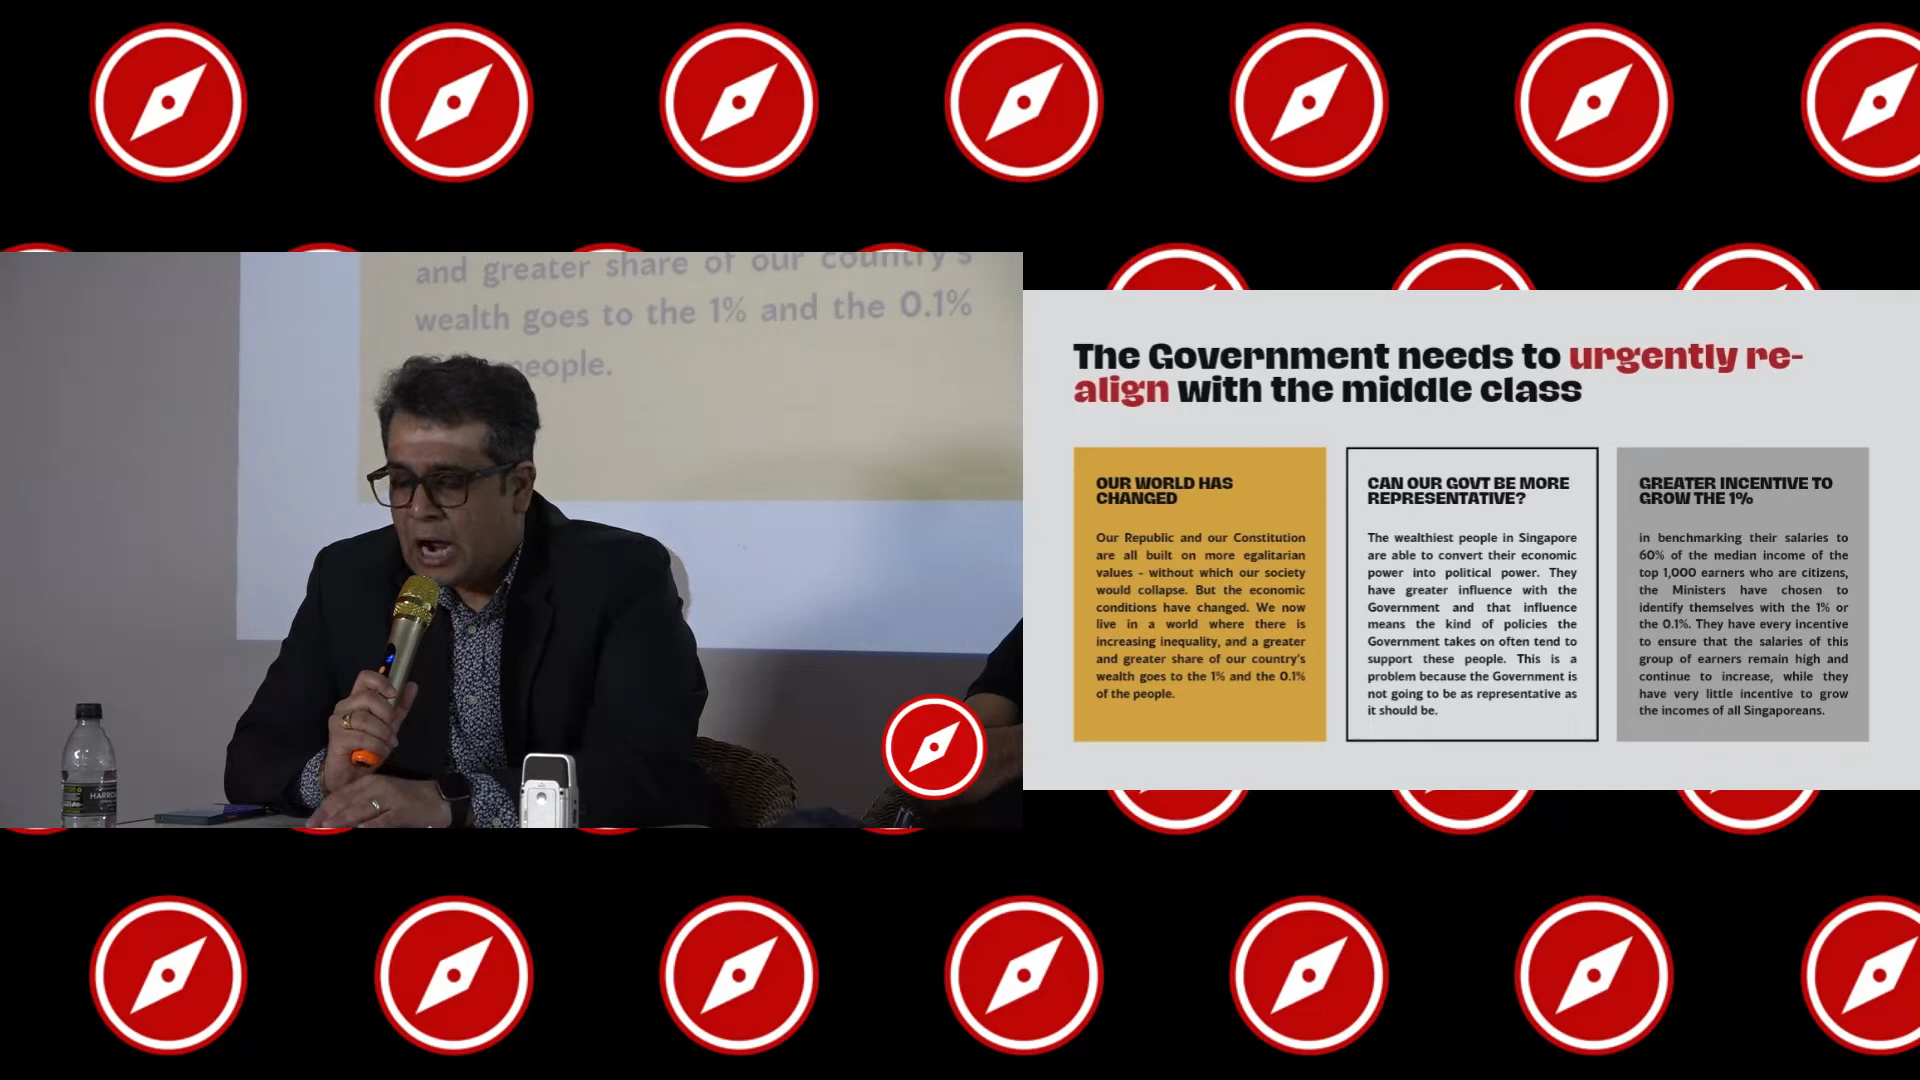 and greater share of our country's
wealth goes to the 1% and the 0.1%
people.
HARRO
The Government needs to urgently re-
align with the middle class
OUR WORLD HAS
CHANGED
Our Republic and our Constitution
are all built on more egalitarian
values - without which our society
would collapse. But the economic
conditions have changed. We now
live in a world where there is
increasing inequality, and a greater
and greater share of our country's
wealth goes to the 1% and the 0.1%
of the people.
CAN OUR GOVT BE MORE
REPRESENTATIVE?
The wealthiest people in Singapore
are able to convert their economic
power into political power. They
have greater influence with the
Government and that influence
means the kind of policies the
Government takes on often tend to
support these people. This is a
problem because the Government is
not going to be as representative as
it should be.
GREATER INCENTIVE TO
GROW THE 1%
in benchmarking their salaries to
60% of the median income of the
top 1,000 earners who are citizens,
the Ministers have chosen to
identify themselves with the 1% or
the 0.1%. They have every incentive
to ensure that the salaries of this
group of earners remain high and
continue to increase, while they
have very little incentive to grow
the incomes of all Singaporeans.